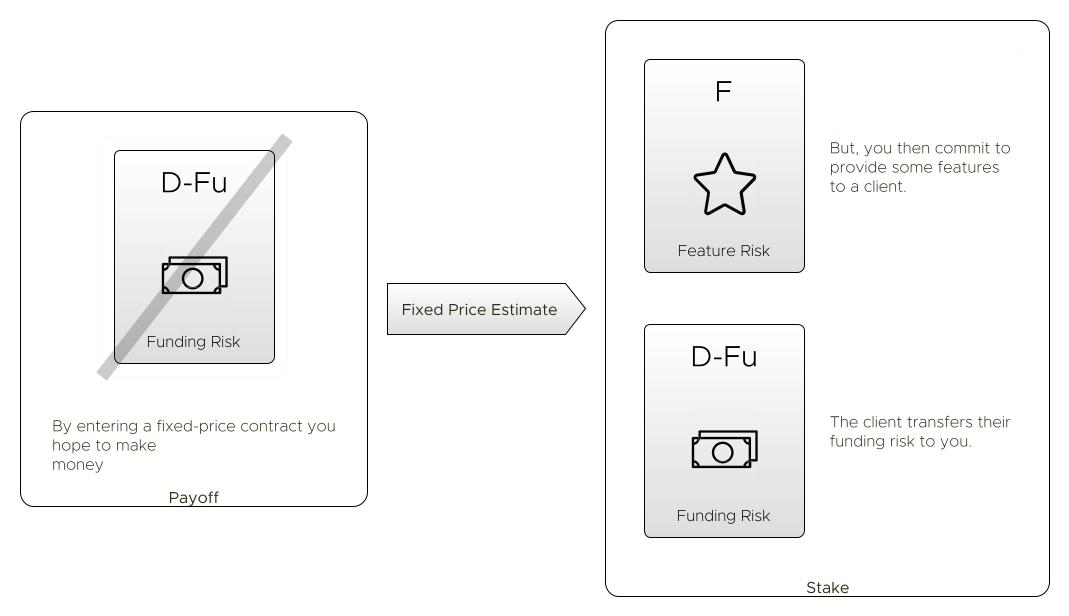 D-Fu
Funding Risk
By entering a fixed-price contract you
hope to make
money
Payoff
Fixed Price Estimate
F
Feature Risk
But, you then commit to
provide some features
to a client.
D-Fu
Funding Risk
The client transfers their
funding risk to you.
Stake